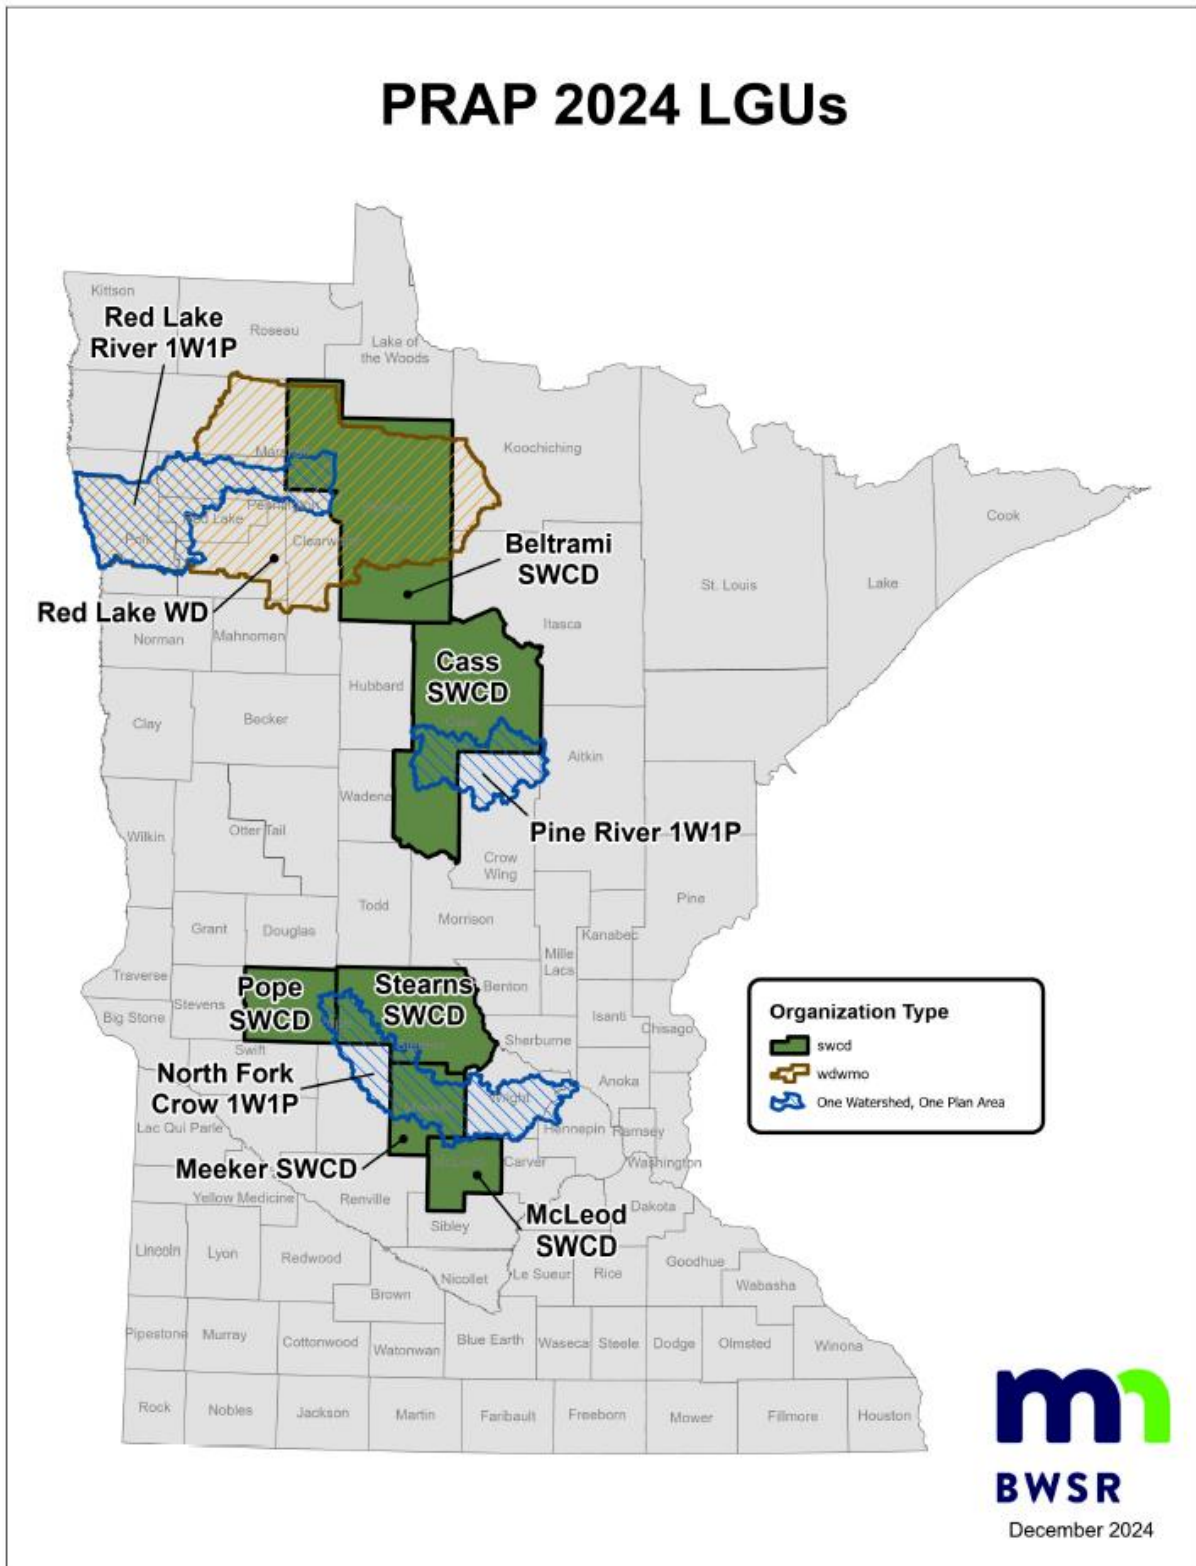 PRAP 2024 LGUs
Kittson
Red Lake
River 1W1P
Roseau
Lake of
the Woods
Koochiching
Cook
Red Lake
Polk
Beltrami
SWCD
St. Louis
Lake
Red Lake WD
Norman
Mahnomen
Itasca
Cass
SWCD
Hubbard
Clay
Becker
Aitkin
Wadena
Pine River 1W1P
Wilkin
Otter Tail
Crow
Wing
Pine
Todd
Morrison
Grant
Douglas
Kanabec
Mille
Lacs
Traverse
Stevens
Pope
SWCD
Stearns
SWCD
Benton
Big Stone
Isanti
Chisago
Swift
Sherburne
North Fork
Crow 1W1P
Anoka
Wright
Lac Qui Parle
Hennepin
Ramsey
Meeker SWCD
Carver
Washington
Yellow Medicine
Renville
McLeod
SWCD
Dakota
Sibley
Lincoln
Lyon
Redwood
Nicollet
Le Sueur
Rice
Goodhue
Wabasha
Brown
Pipestone
Murray
Cottonwood
Watonwan
Blue Earth
Waseca
Steele
Dodge
Olmsted
Winona
Rock
Nobles
Jackson
Martin
Faribault
Freeborn
Mower
Fillmore
Houston
Organization Type
swcd
wdwmo
One Watershed, One Plan Area
mn
BWSR
December 2024